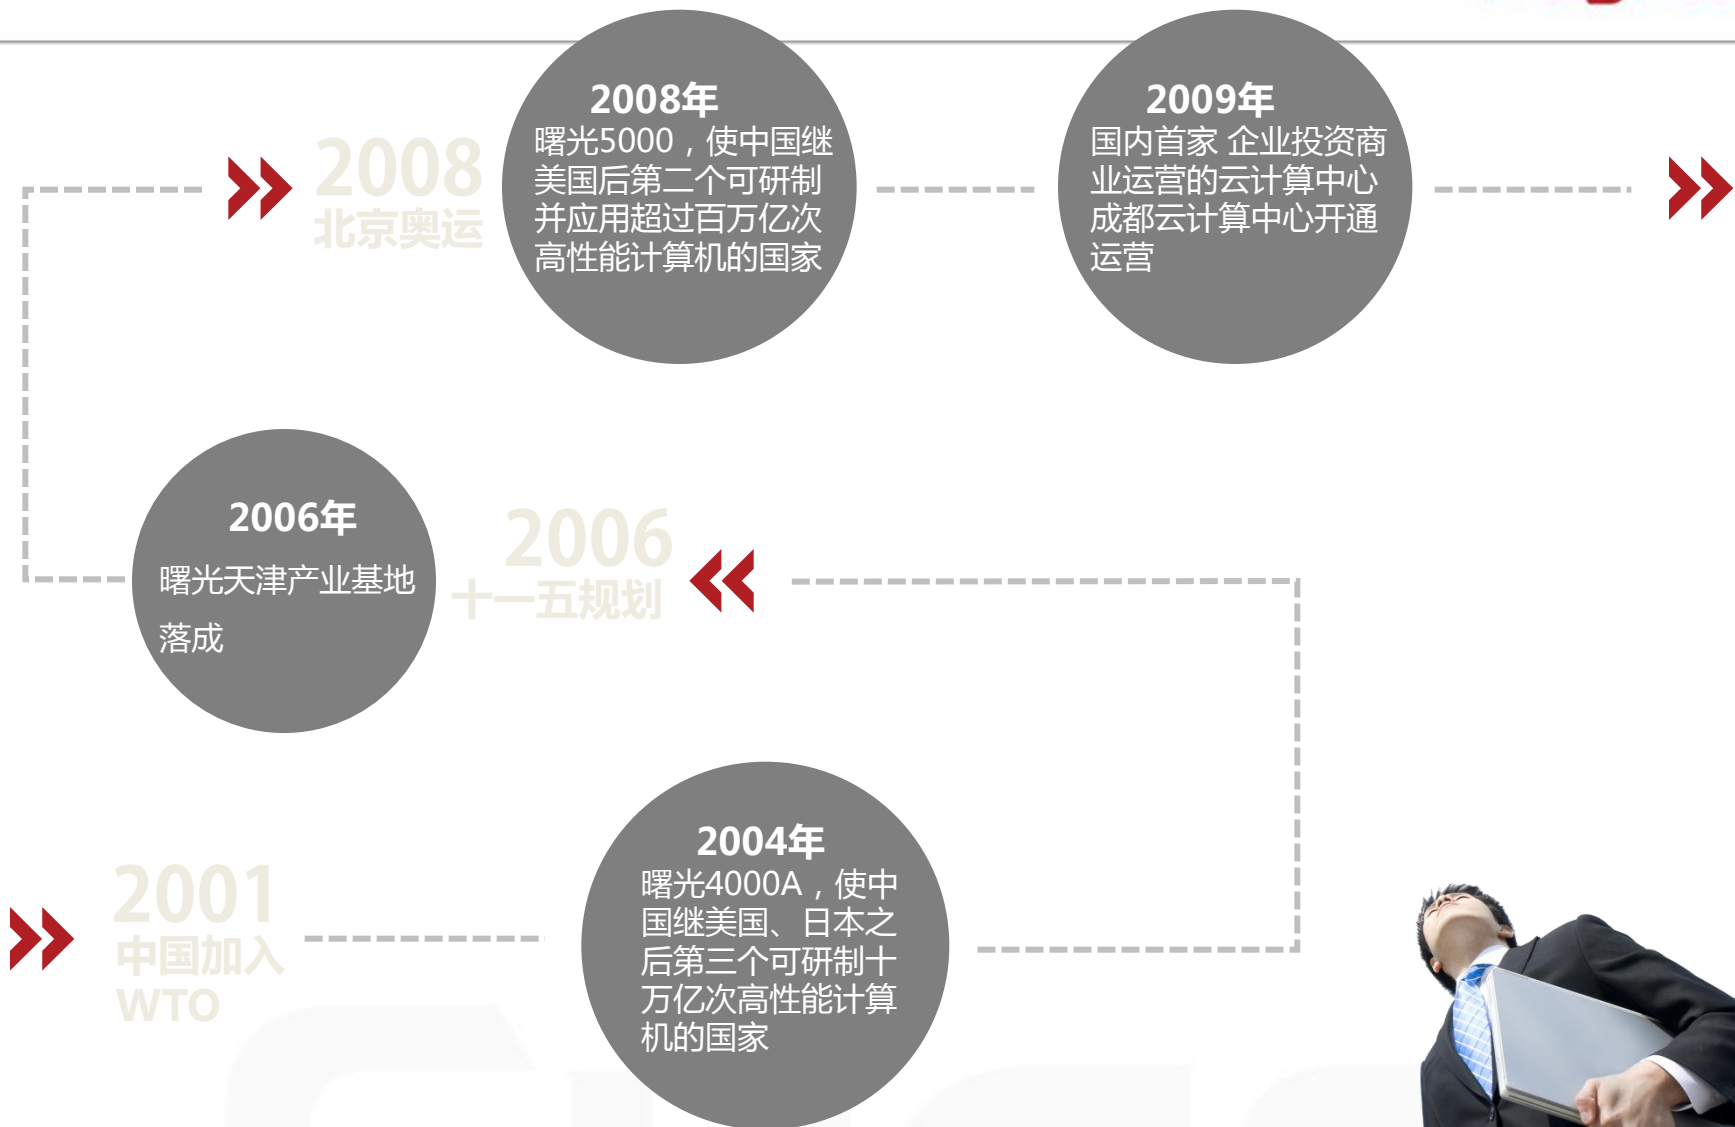 2008
北京奥运
2008年
曙光5000，使中国继
美国后第二个可研制
并应用超过百万亿次
高性能计算机的国家
2009年
国内首家 企业投资商
业运营的云计算中心
成都云计算中心开通
运营
2006年
曙光天津产业基地
落成
2006
十一五规划
2001
中国加入
WTO
2004年
曙光4000A，使中
国继美国、日本之
后第三个可研制十
万亿次高性能计算
机的国家